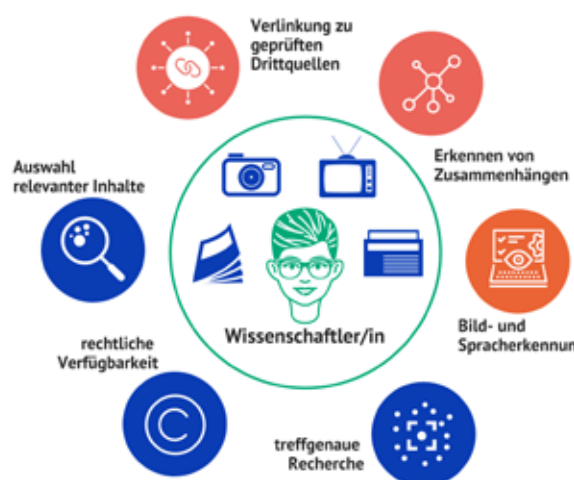 Verlinkung zu
geprüften
Drittquellen
Auswahl
relevanter Inhalte
Erkennen von
Zusammenhängen
Wissenschaftler/in
rechtliche
Verfügbarkeit
Bild- und
Spracherkennun
treffgenaue
Recherche